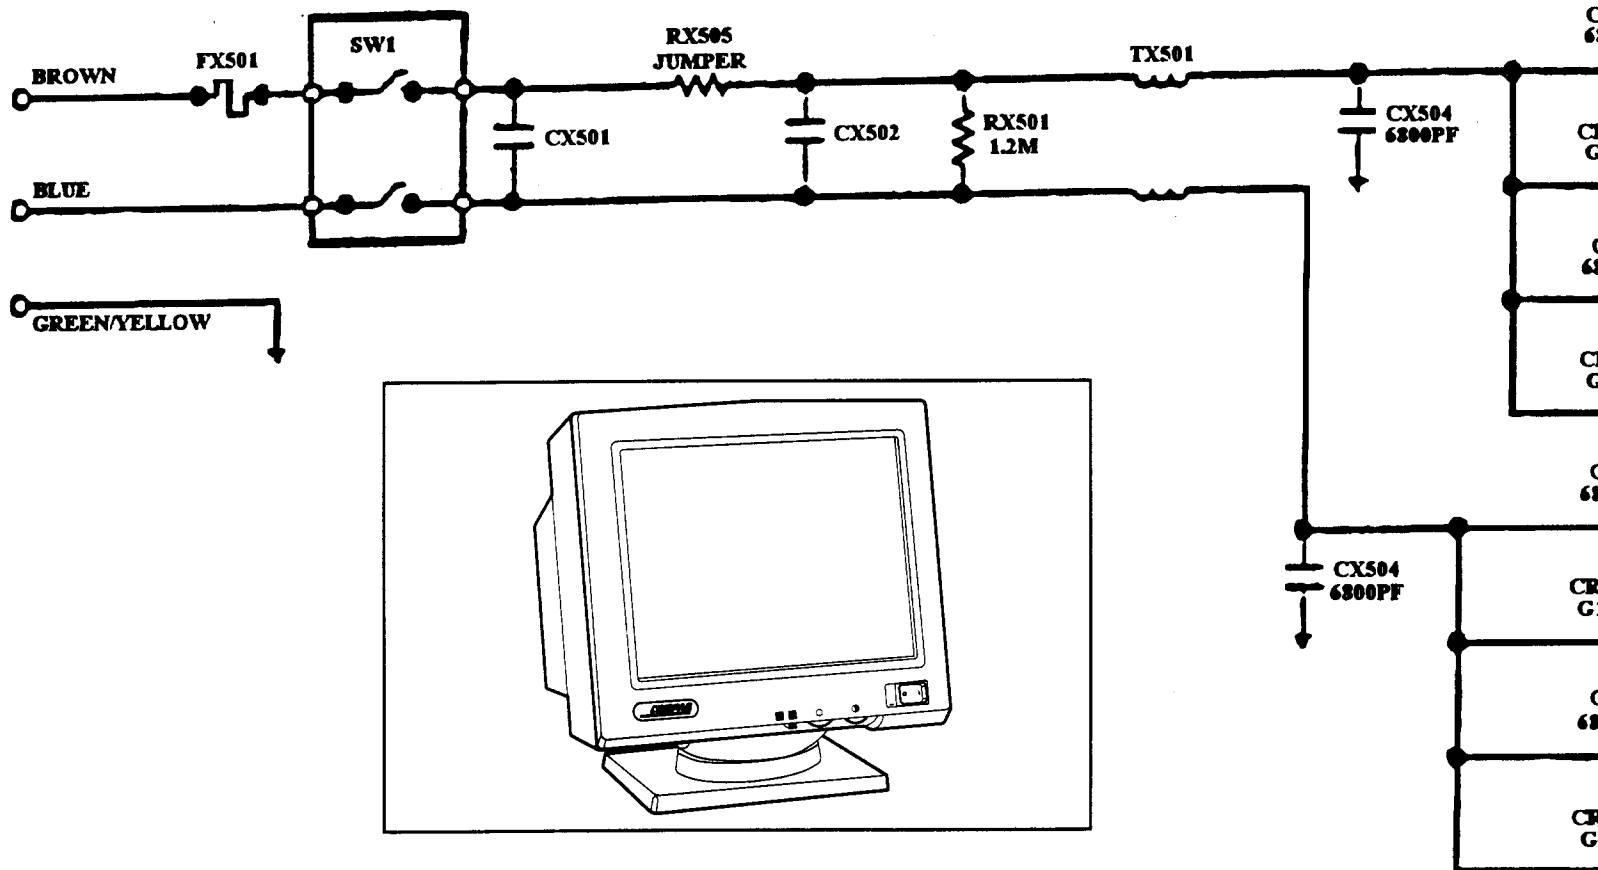 BROWN
FX501
SW1
RX505
JUMPER
TX501
CX501
CX502
RX501
1.2M
CX504
6800PF
BLUE
GREEN/YELLOW
CX504
6800PF